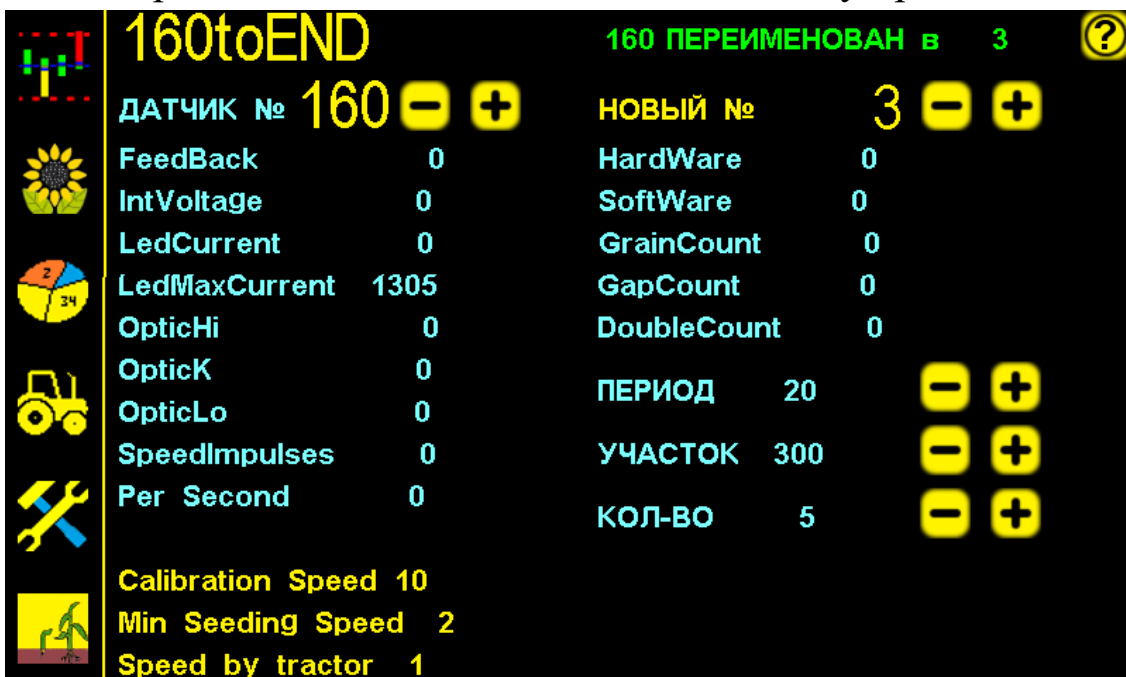 160toEND
160 ПЕРЕИМЕНОВАН в 3
?
ДАТЧИК № 160 - +
НОВЫЙ № 3 - +
FeedBack 0
HardWare 0
IntVoltage 0
SoftWare 0
LedCurrent 0
GrainCount 0
LedMaxCurrent 1305
GapCount 0
OpticHi 0
DoubleCount 0
OpticK 0
ПЕРИОД 20 - +
OpticLo 0
SpeedImpulses 0
УЧАСТОК 300 - +
Per Second 0
КОЛ-ВО 5 - +
Calibration Speed 10
Min Seeding Speed 2
Speed by tractor 1
2
34